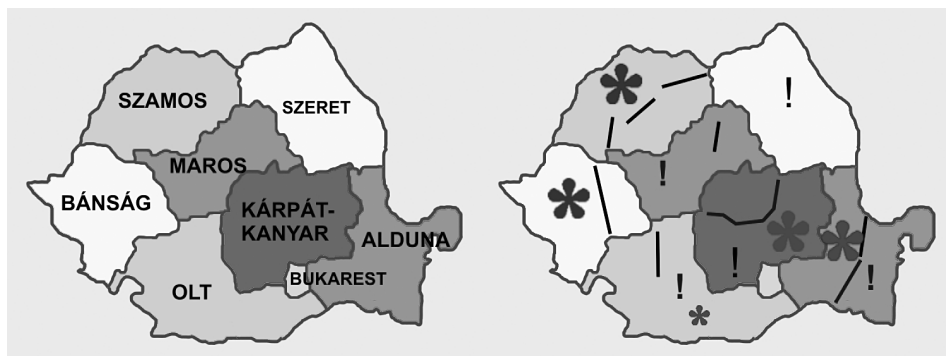 SZAMOS
SZERET
MAROS
BÁNSÁG
KÁRPÁT-
KANYAR
ALDUNA
BUKAREST
OLT
*
!
!
*
*
*
!
!
!
*